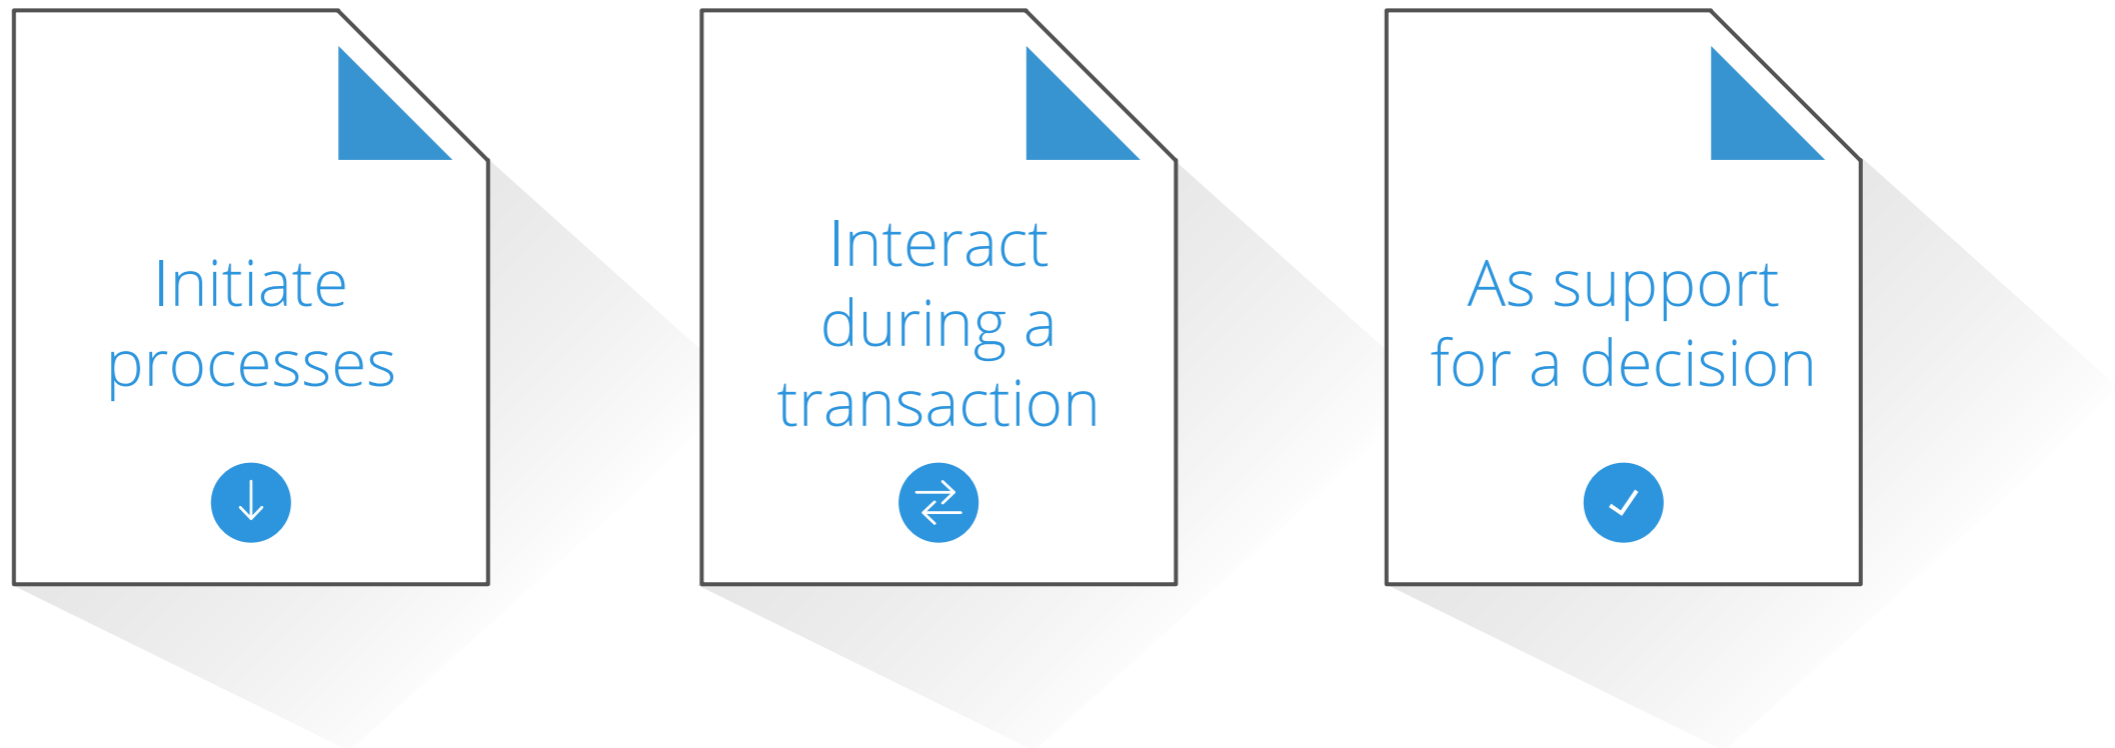 Initiate
processes
Interact
during a
transaction
As support
for a decision